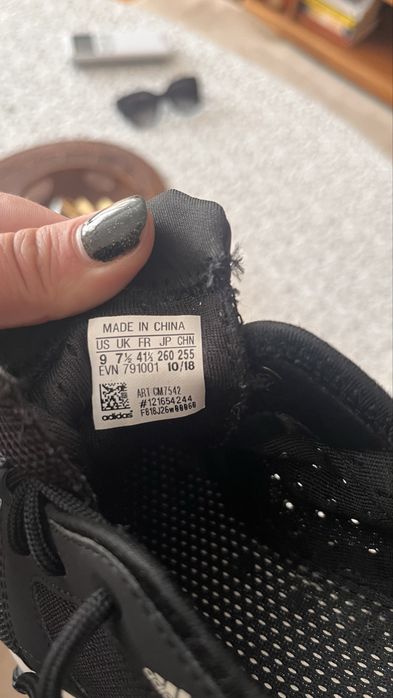 MADE IN CHINA
US UK FR JP CHN
9 7½ 41⅓ 260 255
EVN 791001 10/18
ART CM7542
#121654244
adidas